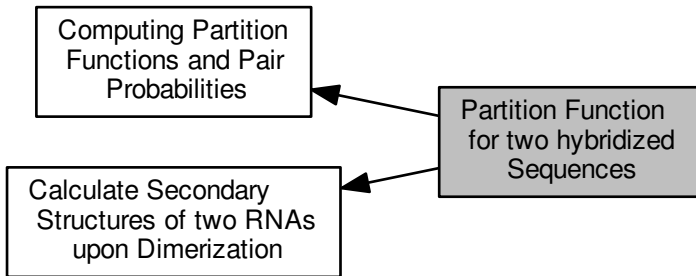 Computing Partition
Functions and Pair
Probabilities
Partition Function
for two hybridized
Sequences
Calculate Secondary
Structures of two RNAs
upon Dimerization